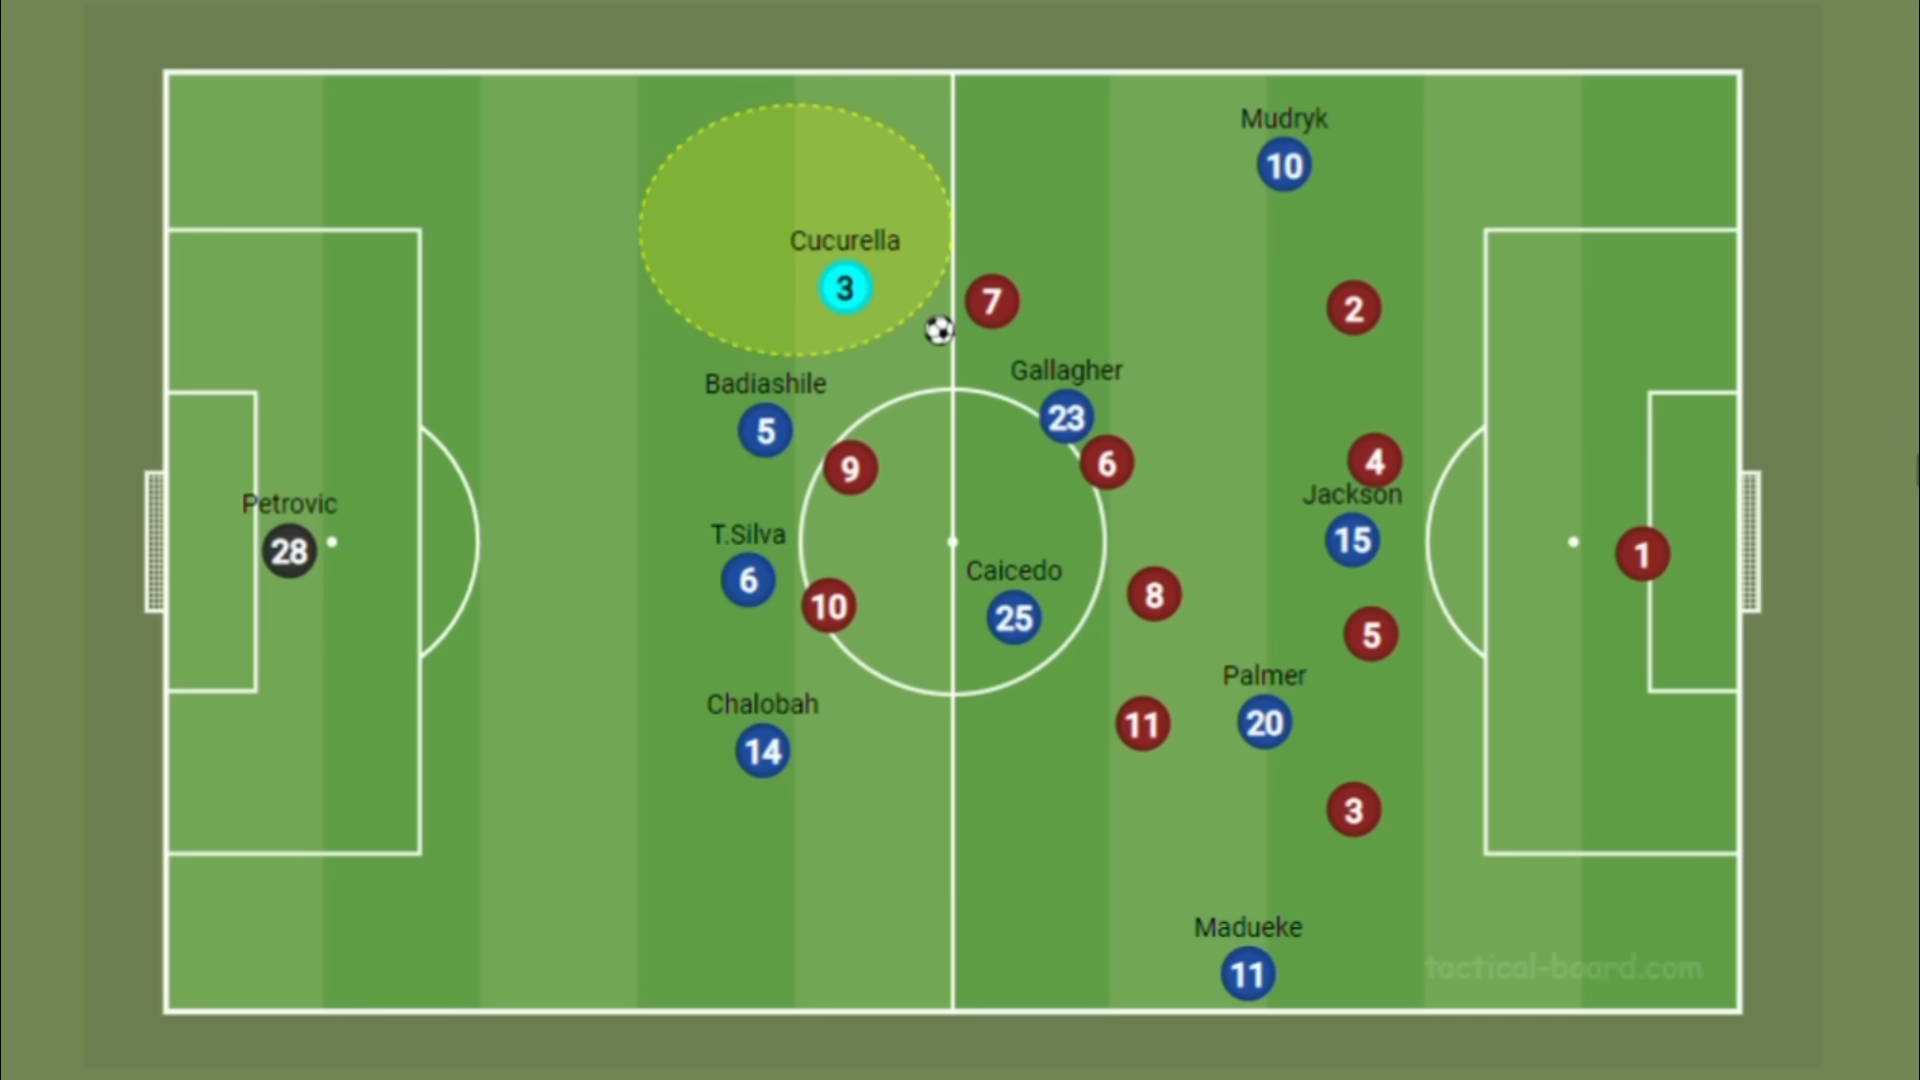 Mudryk
10
Cucurella
3
7
2
Gallagher
23
Badiashile
5
9
6
4
Jackson
15
Petrovic
28
T.Silva
6
10
Caicedo
25
8
5
1
Chalobah
14
11
Palmer
20
3
Madueke
11
tactical-board.com